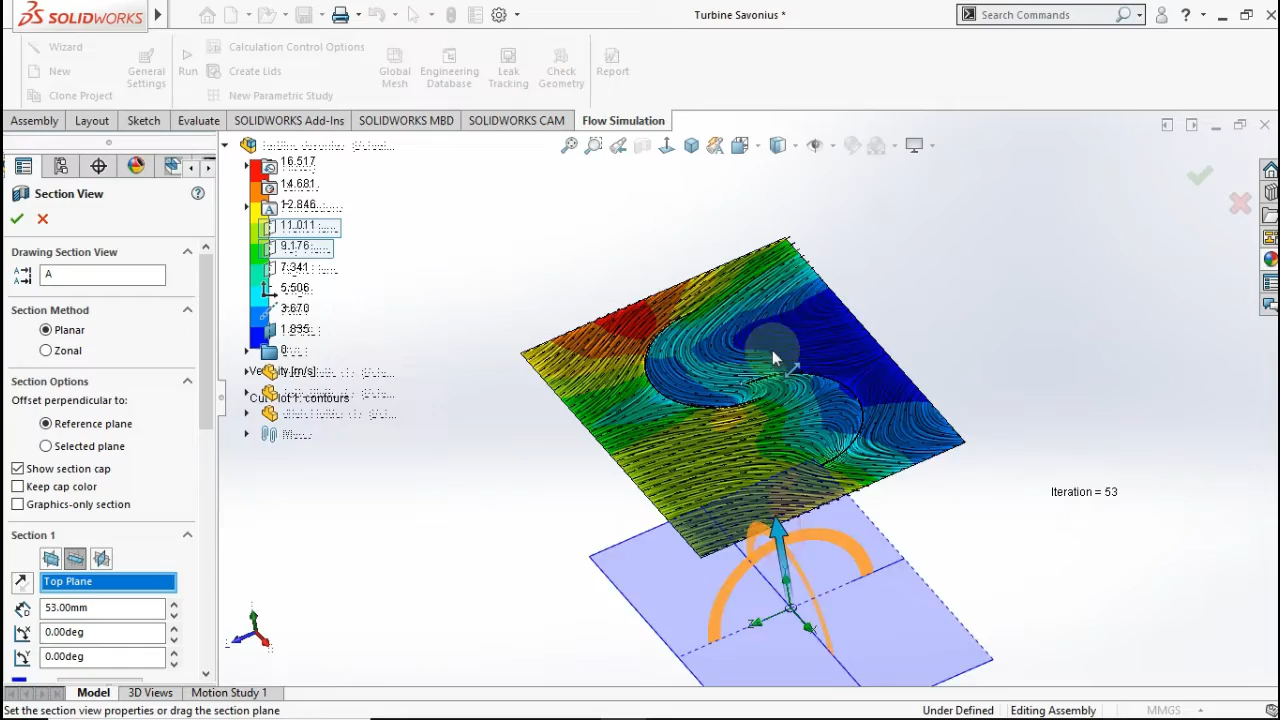 SOLIDWORKS
Turbine Savonius *
Search Commands
Wizard
New
Clone Project
General Settings
Run
Calculation Control Options
Create Lids
New Parametric Study
Global Mesh
Engineering Database
Leak Tracking
Check Geometry
Report
Assembly
Layout
Sketch
Evaluate
SOLIDWORKS Add-Ins
SOLIDWORKS MBD
SOLIDWORKS CAM
Flow Simulation
Section View
Drawing Section View
A
Section Method
Planar
Zonal
Section Options
Offset perpendicular to:
Reference plane
Selected plane
Show section cap
Keep cap color
Graphics-only section
Section 1
Top Plane
53.00mm
0.00deg
0.00deg
16.517
14.681
12.846
11.011
9.176
7.341
5.506
3.670
1.835
0
Velocity [m/s]
Cut Plot 1: contours
Iteration = 53
Z
X
Model
3D Views
Motion Study 1
Set the section view properties or drag the section plane
Under Defined
Editing Assembly
MMGS